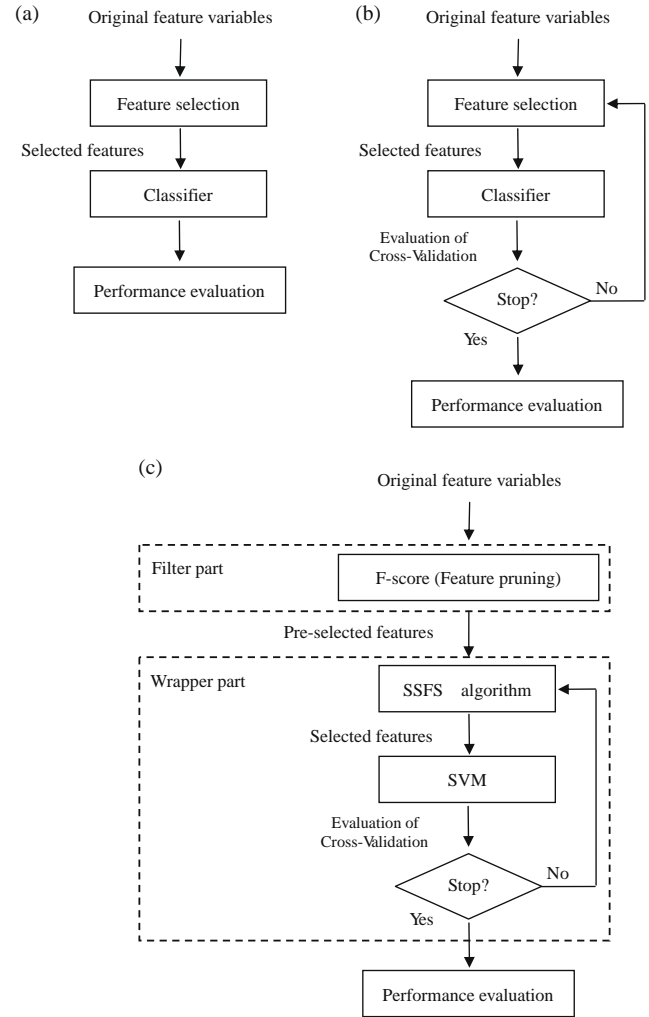 (a)
Original feature variables
Feature selection
Selected features
Classifier
Performance evaluation
(b)
Original feature variables
Feature selection
Selected features
Classifier
Evaluation of
Cross-Validation
Stop?
No
Yes
Performance evaluation
(c)
Original feature variables
Filter part
F-score (Feature pruning)
Pre-selected features
Wrapper part
SSFS algorithm
Selected features
SVM
Evaluation of
Cross-Validation
Stop?
No
Yes
Performance evaluation